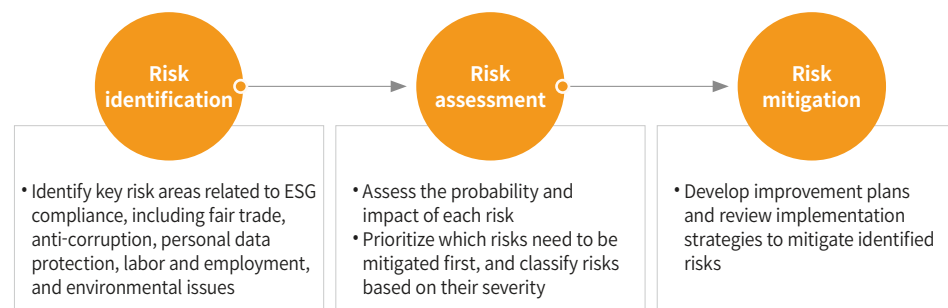 Risk
identification
Risk
assessment
Risk
mitigation
• Identify key risk areas related to ESG
compliance, including fair trade,
anti-corruption, personal data
protection, labor and employment,
and environmental issues
• Assess the probability and
impact of each risk
• Prioritize which risks need to be
mitigated first, and classify risks
based on their severity
• Develop improvement plans
and review implementation
strategies to mitigate identified
risks